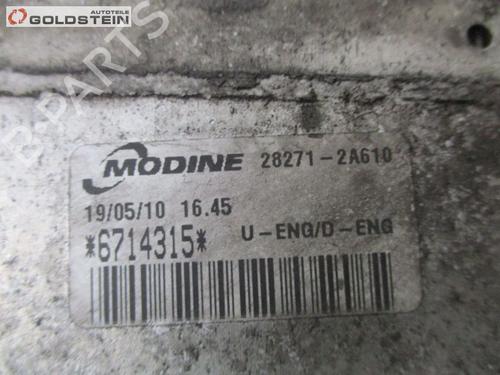 AUTOTEILE
GOLDSTEIN
B-PARTS
MODINE 28271-2A610
19/05/10 16.45
*6714315* U-ENG/D-ENG